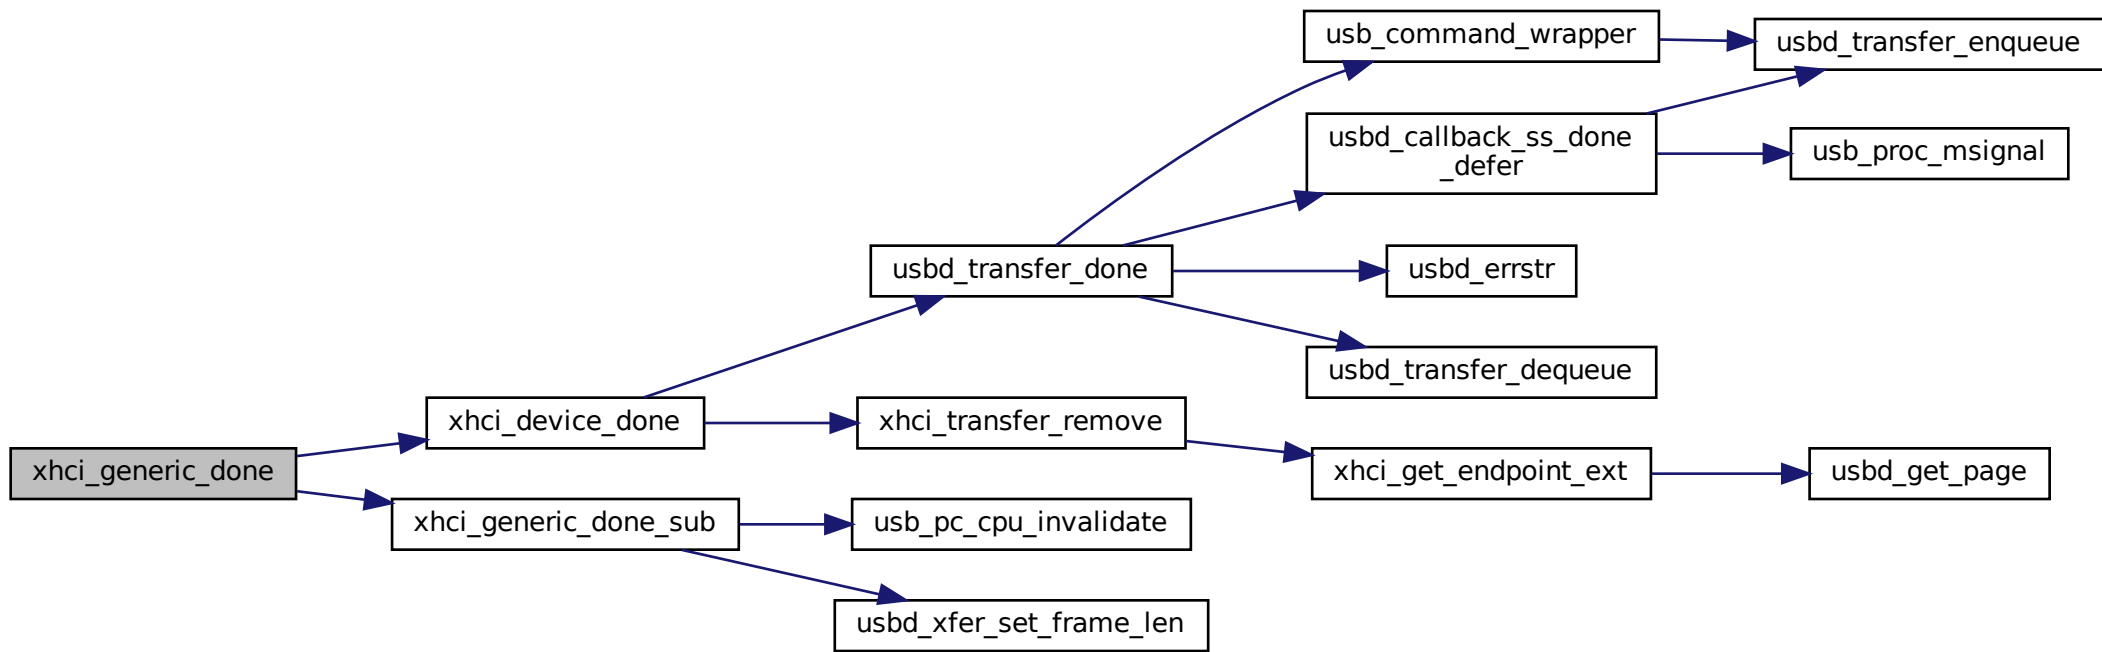 usb_command_wrapper
usbd_transfer_enqueue
usbd_callback_ss_done
_defer
usb_proc_msignal
usbd_transfer_done
usbd_errstr
usbd_transfer_dequeue
xhci_device_done
xhci_transfer_remove
xhci_generic_done
xhci_get_endpoint_ext
usbd_get_page
xhci_generic_done_sub
usb_pc_cpu_invalidate
usbd_xfer_set_frame_len